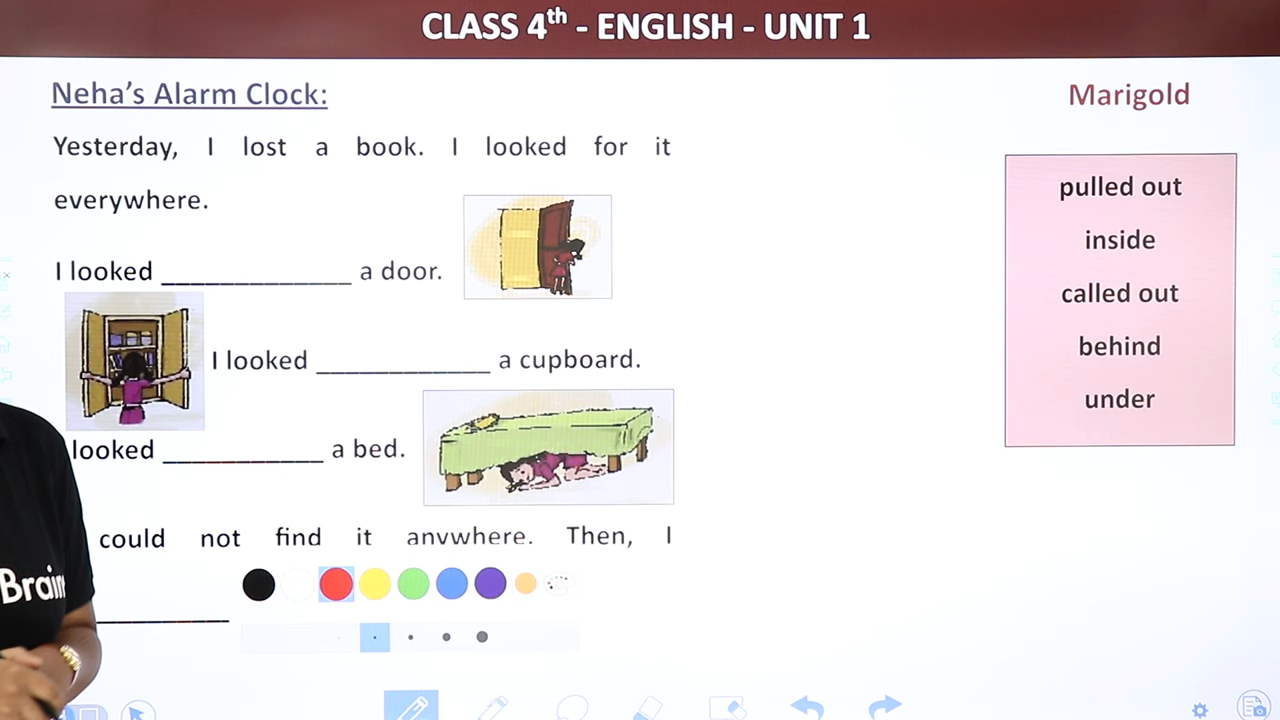 CLASS 4th - ENGLISH - UNIT 1
Neha's Alarm Clock:
Marigold
Yesterday, I lost a book. I looked for it
everywhere.
I looked ______________ a door.
I looked _____________ a cupboard.
looked ____________ a bed.
could not find it anywhere. Then, I
__________
pulled out
inside
called out
behind
under
Brain